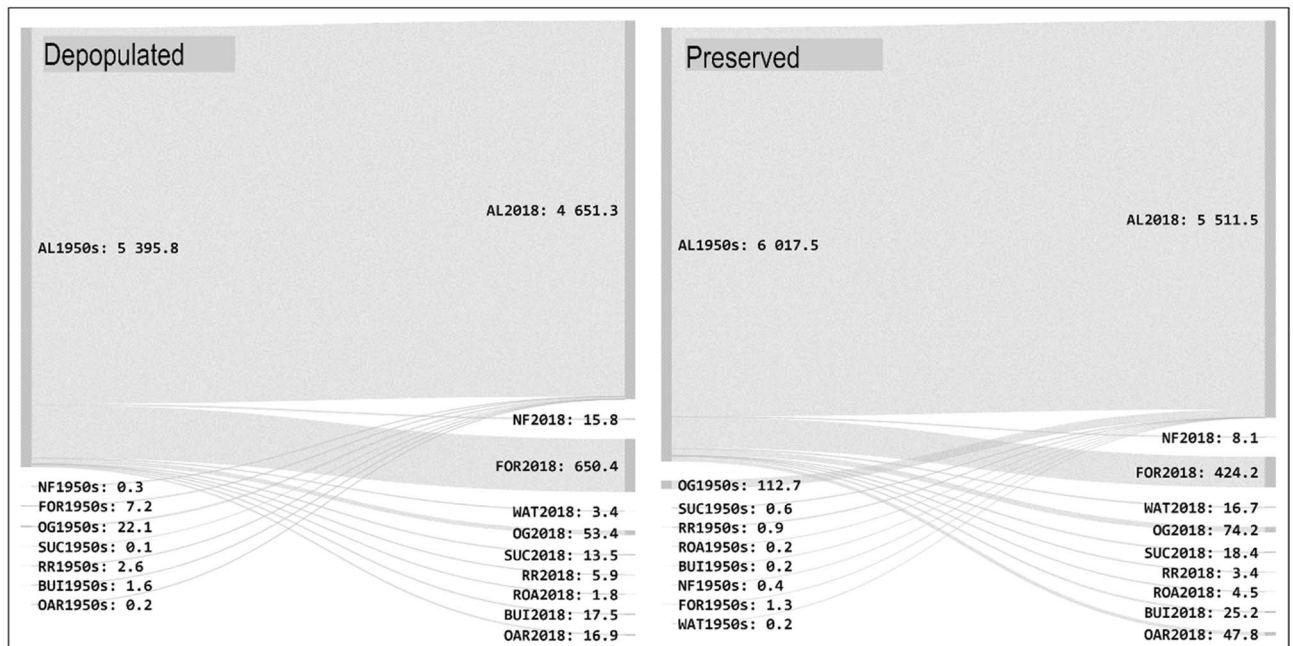 Depopulated
AL1950s: 5 395.8
NF1950s: 0.3
FOR1950s: 7.2
OG1950s: 22.1
SUC1950s: 0.1
RR1950s: 2.6
BUI1950s: 1.6
OAR1950s: 0.2
AL2018: 4 651.3
NF2018: 15.8
FOR2018: 650.4
WAT2018: 3.4
OG2018: 53.4
SUC2018: 13.5
RR2018: 5.9
ROA2018: 1.8
BUI2018: 17.5
OAR2018: 16.9
Preserved
AL1950s: 6 017.5
OG1950s: 112.7
SUC1950s: 0.6
RR1950s: 0.9
ROA1950s: 0.2
BUI1950s: 0.2
NF1950s: 0.4
FOR1950s: 1.3
WAT1950s: 0.2
AL2018: 5 511.5
NF2018: 8.1
FOR2018: 424.2
WAT2018: 16.7
OG2018: 74.2
SUC2018: 18.4
RR2018: 3.4
ROA2018: 4.5
BUI2018: 25.2
OAR2018: 47.8